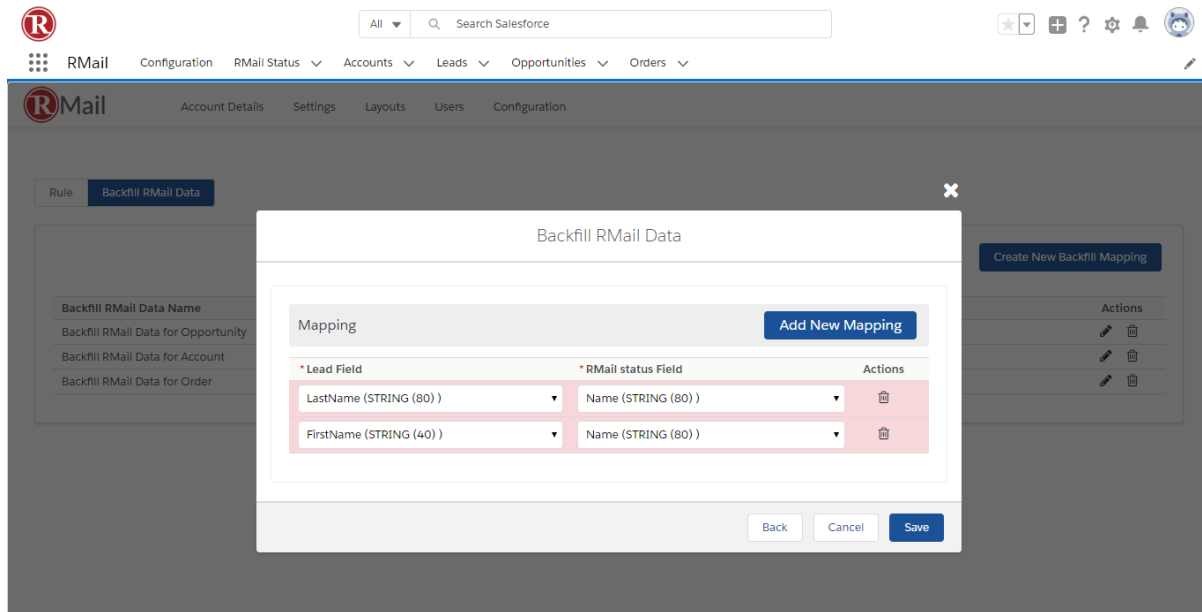 R
All
Search Salesforce
RMail
Configuration
RMail Status
Accounts
Leads
Opportunities
Orders
RMail
Account Details
Settings
Layouts
Users
Configuration
Rule
Backfill RMail Data
Backfill RMail Data
Create New Backfill Mapping
Backfill RMail Data Name
Actions
Backfill RMail Data for Opportunity
Backfill RMail Data for Account
Backfill RMail Data for Order
Mapping
Add New Mapping
* Lead Field
* RMail status Field
Actions
LastName (STRING (80) )
Name (STRING (80) )
FirstName (STRING (40) )
Name (STRING (80) )
Back
Cancel
Save